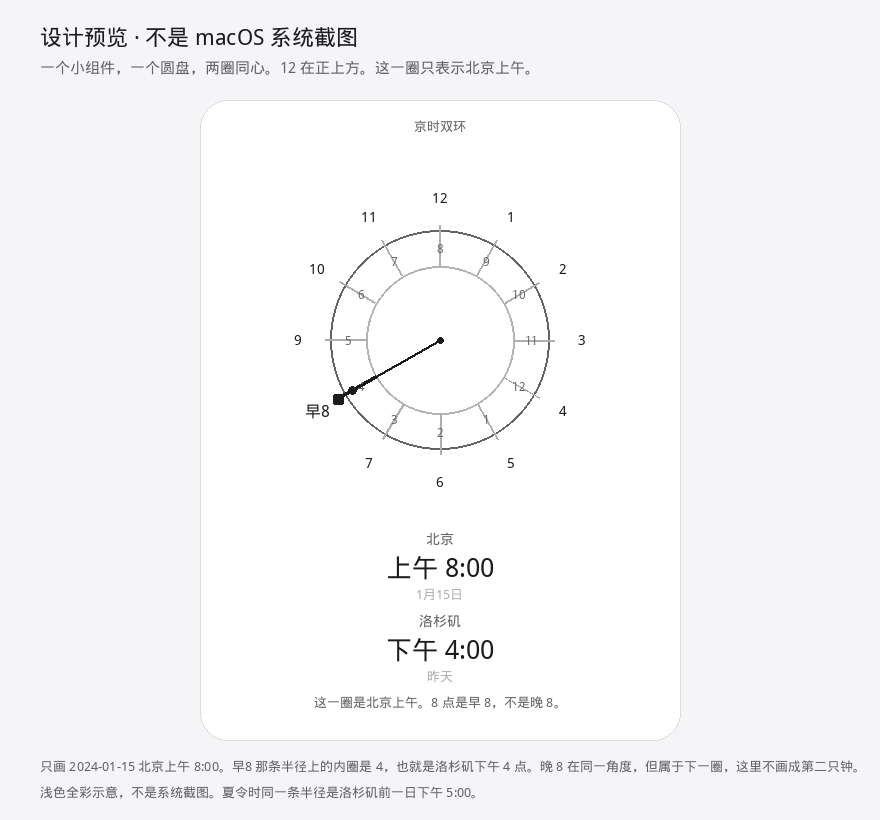 设计预览 · 不是 macOS 系统截图
一个小组件，一个圆盘，两圈同心。12 在正上方。这一圈只表示北京上午。
京时双环
12
11
1
10
2
9
3
早8
4
7
5
6
8
7
9
6
10
5
11
4
12
3
1
2
北京
上午 8:00
1月15日
洛杉矶
下午 4:00
昨天
这一圈是北京上午。8 点是早 8，不是晚 8。
只画 2024-01-15 北京上午 8:00。早8 那条半径上的内圈是 4，也就是洛杉矶下午 4 点。晚 8 在同一角度，但属于下一圈，这里不画成第二只钟。
浅色全彩示意，不是系统截图。夏令时同一条半径是洛杉矶前一日下午 5:00。